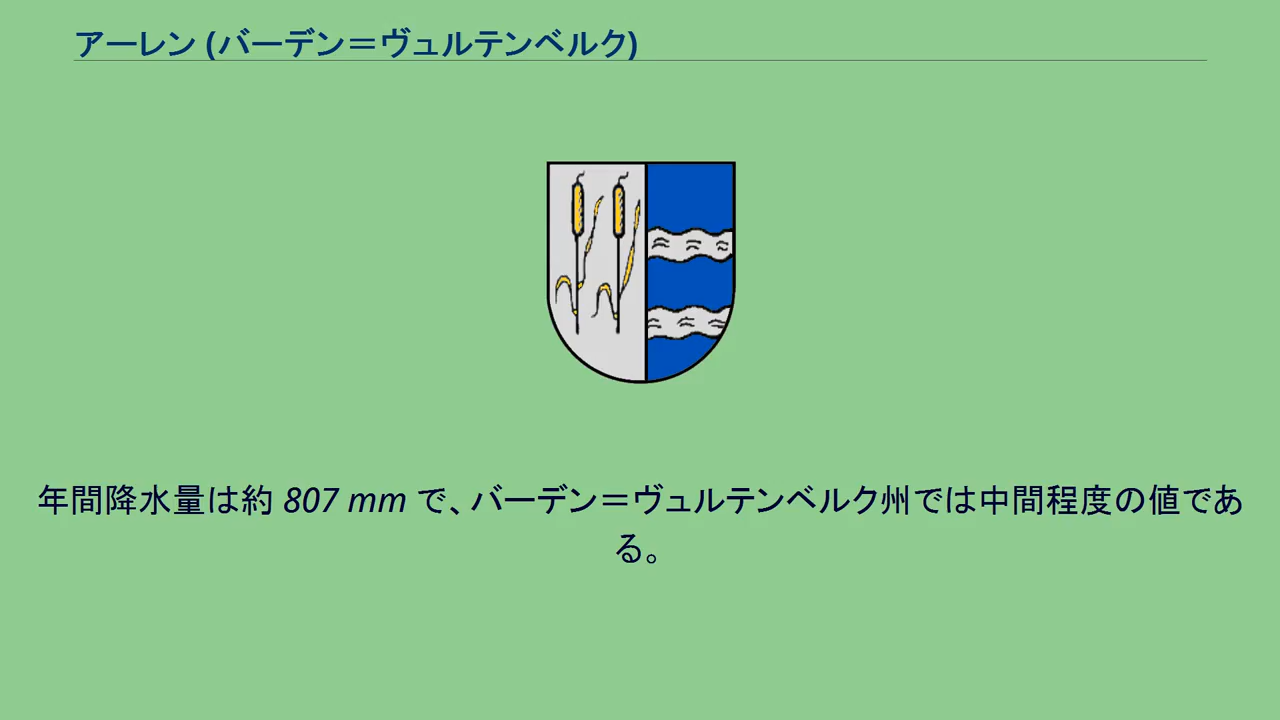 アーレン (バーデン＝ヴュルテンベルク)
年間降水量は約 807 mm で、バーデン＝ヴュルテンベルク州では中間程度の値であ
る。